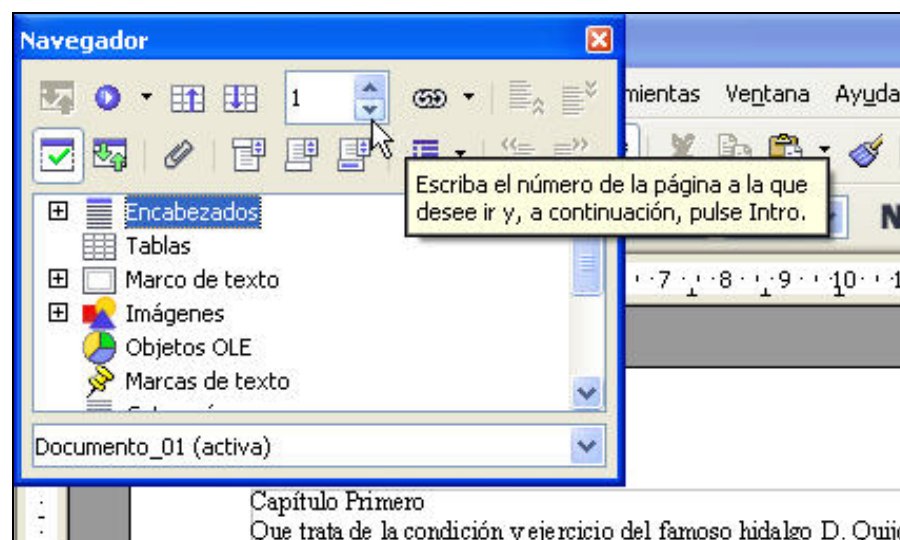 Navegador
mientas Ventana Ayuda
1
Escriba el número de la página a la que
desee ir y, a continuación, pulse Intro.
N
Encabezados
Tablas
Marco de texto
7 8 9 10
Imágenes
Objetos OLE
Marcas de texto
Documento_01 (activa)
Capítulo Primero
Que trata de la condición y ejercicio del famoso hidalgo D. Quij